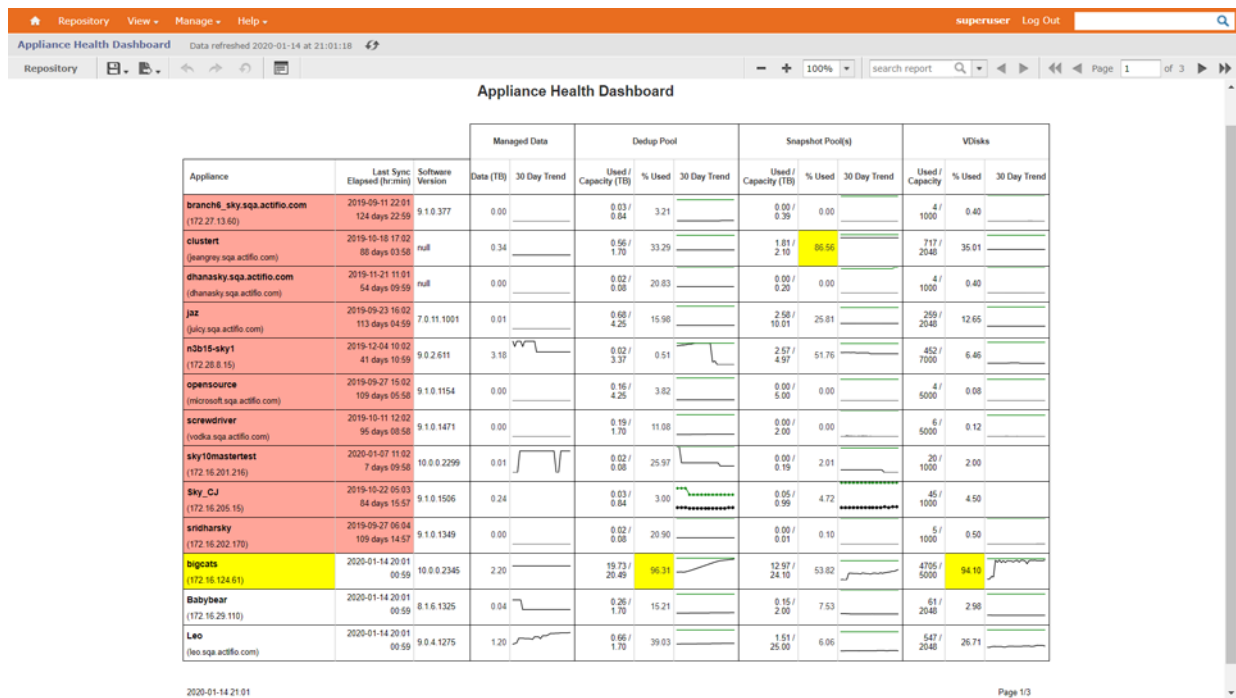 Repository View Manage Help superuser Log Out
Appliance Health Dashboard Data refreshed 2020-01-14 at 21:01:18
Repository 100% search report Page 1 of 3
Appliance Health Dashboard
Managed Data Dedup Pool Snapshot Pool(s) VDisks
Appliance Last Sync Elapsed (hr:min) Software Version Data (TB) 30 Day Trend Used / Capacity (TB) % Used 30 Day Trend Used / Capacity (TB) % Used 30 Day Trend Used / Capacity % Used 30 Day Trend
branch6_sky.sqa.actifio.com 2019-09-11 22:01 9.1.0.377 0.00 0.03 / 0.84 3.21 0.00 / 0.39 0.00 4 / 1000 0.40
(172.27.13.60) 124 days 22:59
clustert 2019-10-18 17:02 null 0.34 0.56 / 1.70 33.29 1.81 / 2.10 86.56 717 / 2048 35.01
(jeangrey.sqa.actifio.com) 88 days 03:58
dhanasky.sqa.actifio.com 2019-11-21 11:01 null 0.00 0.02 / 0.08 20.83 0.00 / 0.20 0.00 4 / 1000 0.40
(dhanasky.sqa.actifio.com) 54 days 09:59
jaz 2019-09-23 16:02 7.0.11.1001 0.01 0.68 / 4.25 15.98 2.58 / 10.01 25.81 259 / 2048 12.65
(juicy.sqa.actifio.com) 113 days 04:59
n3b15-sky1 2019-12-04 10:02 9.0.2.611 3.18 0.02 / 3.37 0.51 2.57 / 4.97 51.76 452 / 7000 6.46
(172.28.8.15) 41 days 10:59
opensource 2019-09-27 15:02 9.1.0.1154 0.00 0.16 / 4.25 3.82 0.00 / 5.00 0.00 4 / 5000 0.08
(microsoft.sqa.actifio.com) 109 days 05:58
screwdriver 2019-10-11 12:02 9.1.0.1471 0.00 0.19 / 1.70 11.08 0.00 / 2.00 0.00 6 / 5000 0.12
(vodka.sqa.actifio.com) 95 days 08:58
sky10mastertest 2020-01-07 11:02 10.0.0.2299 0.01 0.02 / 0.08 25.97 0.00 / 0.19 2.01 20 / 1000 2.00
(172.16.201.216) 7 days 09:58
Sky_CJ 2019-10-22 05:03 9.1.0.1506 0.24 0.03 / 0.84 3.00 0.05 / 0.99 4.72 45 / 1000 4.50
(172.16.205.15) 84 days 15:57
sridharsky 2019-09-27 06:04 9.1.0.1349 0.00 0.02 / 0.08 20.90 0.00 / 0.01 0.10 5 / 1000 0.50
(172.16.202.170) 109 days 14:57
bigcats 2020-01-14 20:01 10.0.0.2345 2.20 19.73 / 20.49 96.31 12.97 / 24.10 53.82 4705 / 5000 94.10
(172.16.124.61) 00:59
Babybear 2020-01-14 20:01 8.1.6.1325 0.04 0.26 / 1.70 15.21 0.15 / 2.00 7.53 61 / 2048 2.98
(172.16.29.110) 00:59
Leo 2020-01-14 20:01 9.0.4.1275 1.20 0.66 / 1.70 39.03 1.51 / 25.00 6.06 547 / 2048 26.71
(leo.sqa.actifio.com) 00:59
2020-01-14 21:01 Page 1/3